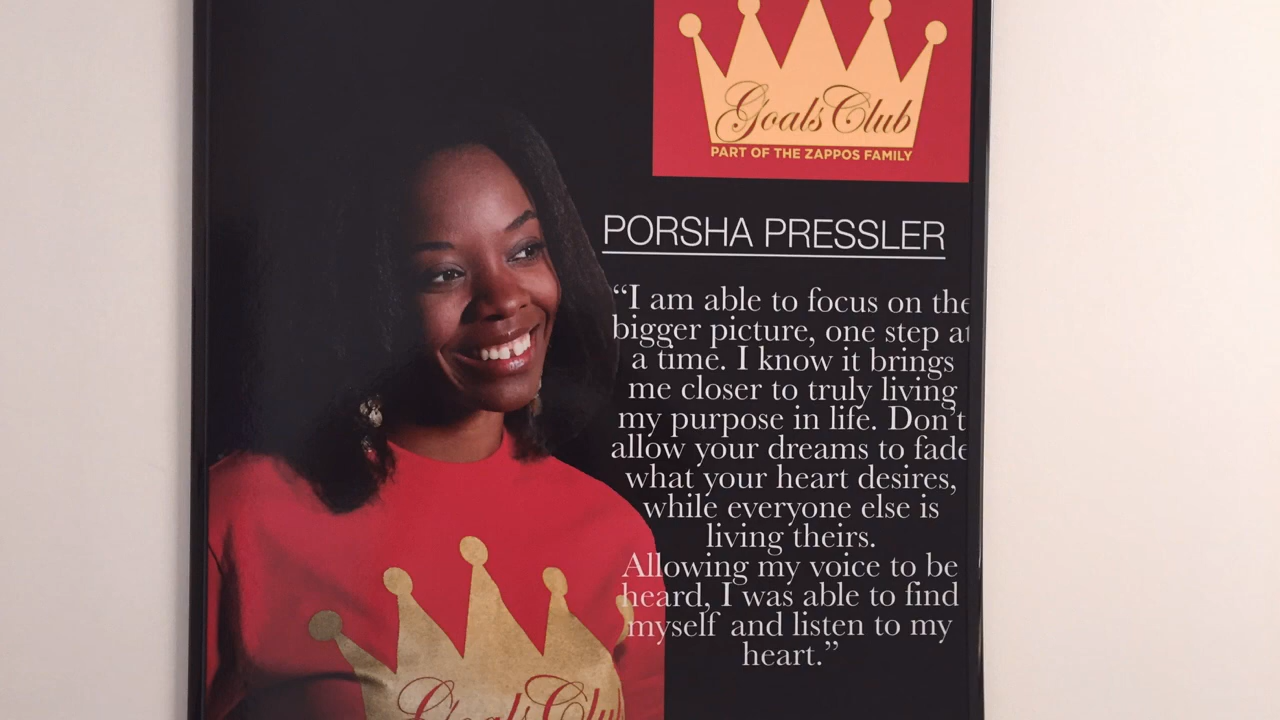 Goals Club
PART OF THE ZAPPOS FAMILY
PORSHA PRESSLER
“I am able to focus on the
bigger picture, one step at
a time. I know it brings
me closer to truly living
my purpose in life. Don't
allow your dreams to fade
what your heart desires,
while everyone else is
living theirs.
Allowing my voice to be
heard, I was able to find
myself and listen to my
heart.”
Goals Club